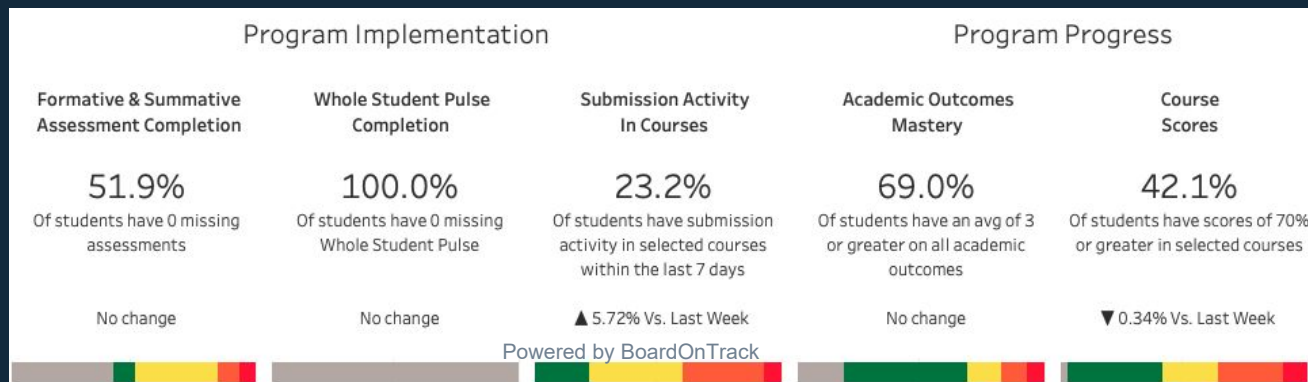 Program Implementation
Program Progress
Formative & Summative
Assessment Completion
51.9%
Of students have 0 missing
assessments
No change
Whole Student Pulse
Completion
100.0%
Of students have 0 missing
Whole Student Pulse
No change
Submission Activity
In Courses
23.2%
Of students have submission
activity in selected courses
within the last 7 days
▲ 5.72% Vs. Last Week
Academic Outcomes
Mastery
69.0%
Of students have an avg of 3
or greater on all academic
outcomes
No change
Course
Scores
42.1%
Of students have scores of 70%
or greater in selected courses
▼ 0.34% Vs. Last Week
Powered by BoardOnTrack